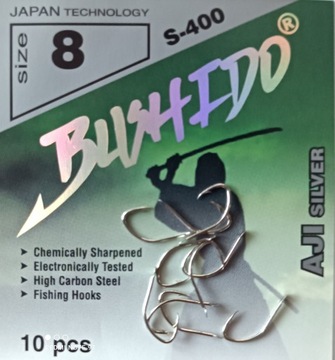 JAPAN TECHNOLOGY
size 8
S-400
BUSHIDO®
AJI SILVER
➤ Chemically Sharpened
➤ Electronically Tested
➤ High Carbon Steel
➤ Fishing Hooks
10 pcs